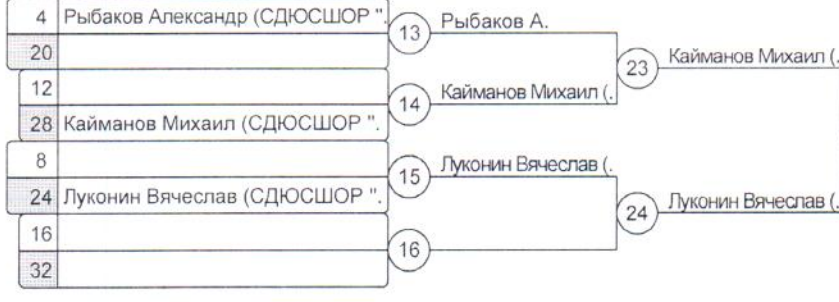 4 Рыбаков Александр (СДЮСШОР ".
13 Рыбаков А.
20
23 Кайманов Михаил (.
12
14 Кайманов Михаил (.
28 Кайманов Михаил (СДЮСШОР ".
8
15 Луконин Вячеслав (.
24 Луконин Вячеслав (СДЮСШОР ".
24 Луконин Вячеслав (.
16
16
32